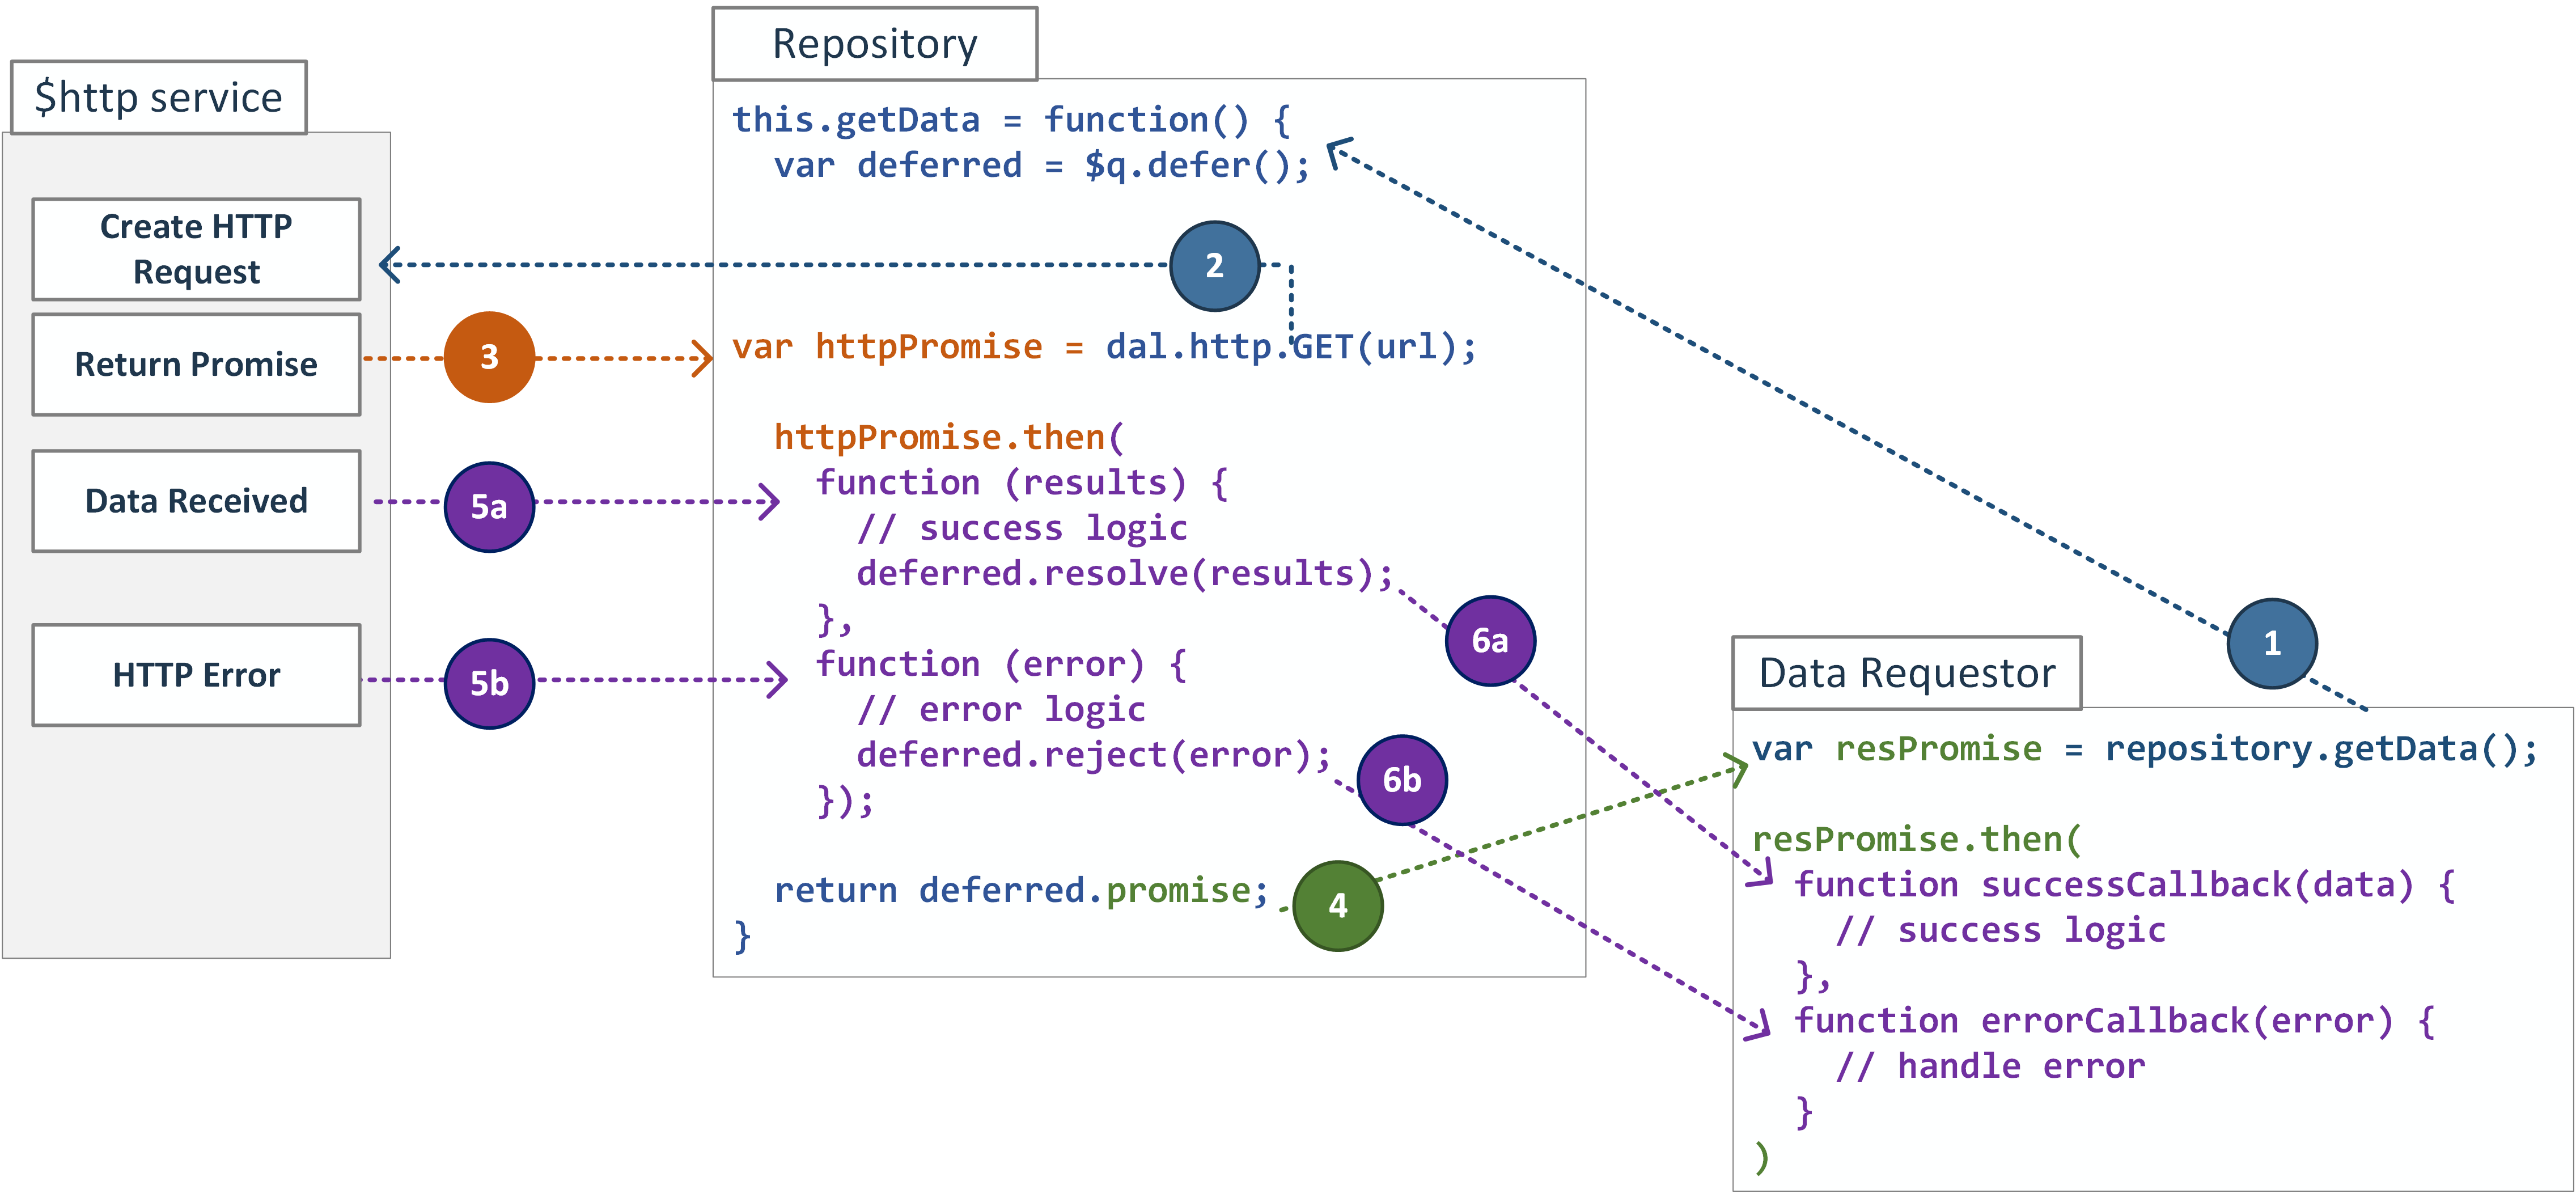 $http service
Create HTTP
Request
Return Promise
3
Data Received
5a
HTTP Error
5b
Repository
this.getData = function() {
var deferred = $q.defer();
2
var httpPromise = dal.http.GET(url);
httpPromise.then(
function (results) {
// success logic
deferred.resolve(results);
},
function (error) {
// error logic
deferred.reject(error);
});
return deferred.promise;
}
6a
6b
4
1
Data Requestor
var resPromise = repository.getData();
resPromise.then(
function successCallback(data) {
// success logic
},
function errorCallback(error) {
// handle error
}
)